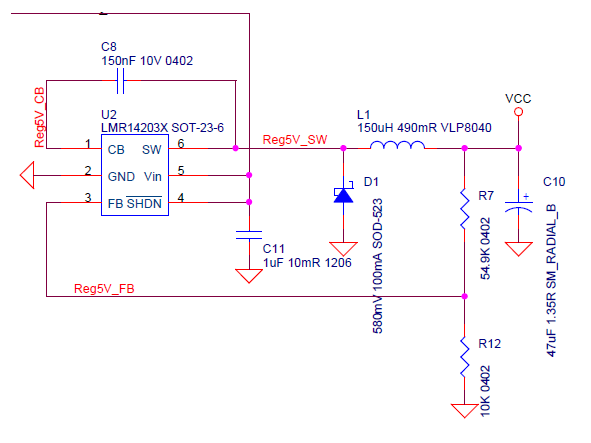 C8
150nF 10V 0402
VCC
Reg5V_CB
U2
LMR14203X SOT-23-6
L1
150uH 490mR VLP8040
Reg5V_SW
1
CB
SW
6
2
GND
Vin
5
3
FB
SHDN
4
D1
580mV 100mA SOD-523
R7
54.9K 0402
C10
+
47uF 1.35R SM_RADIAL_B
C11
1uF 10mR 1206
Reg5V_FB
R12
10K 0402